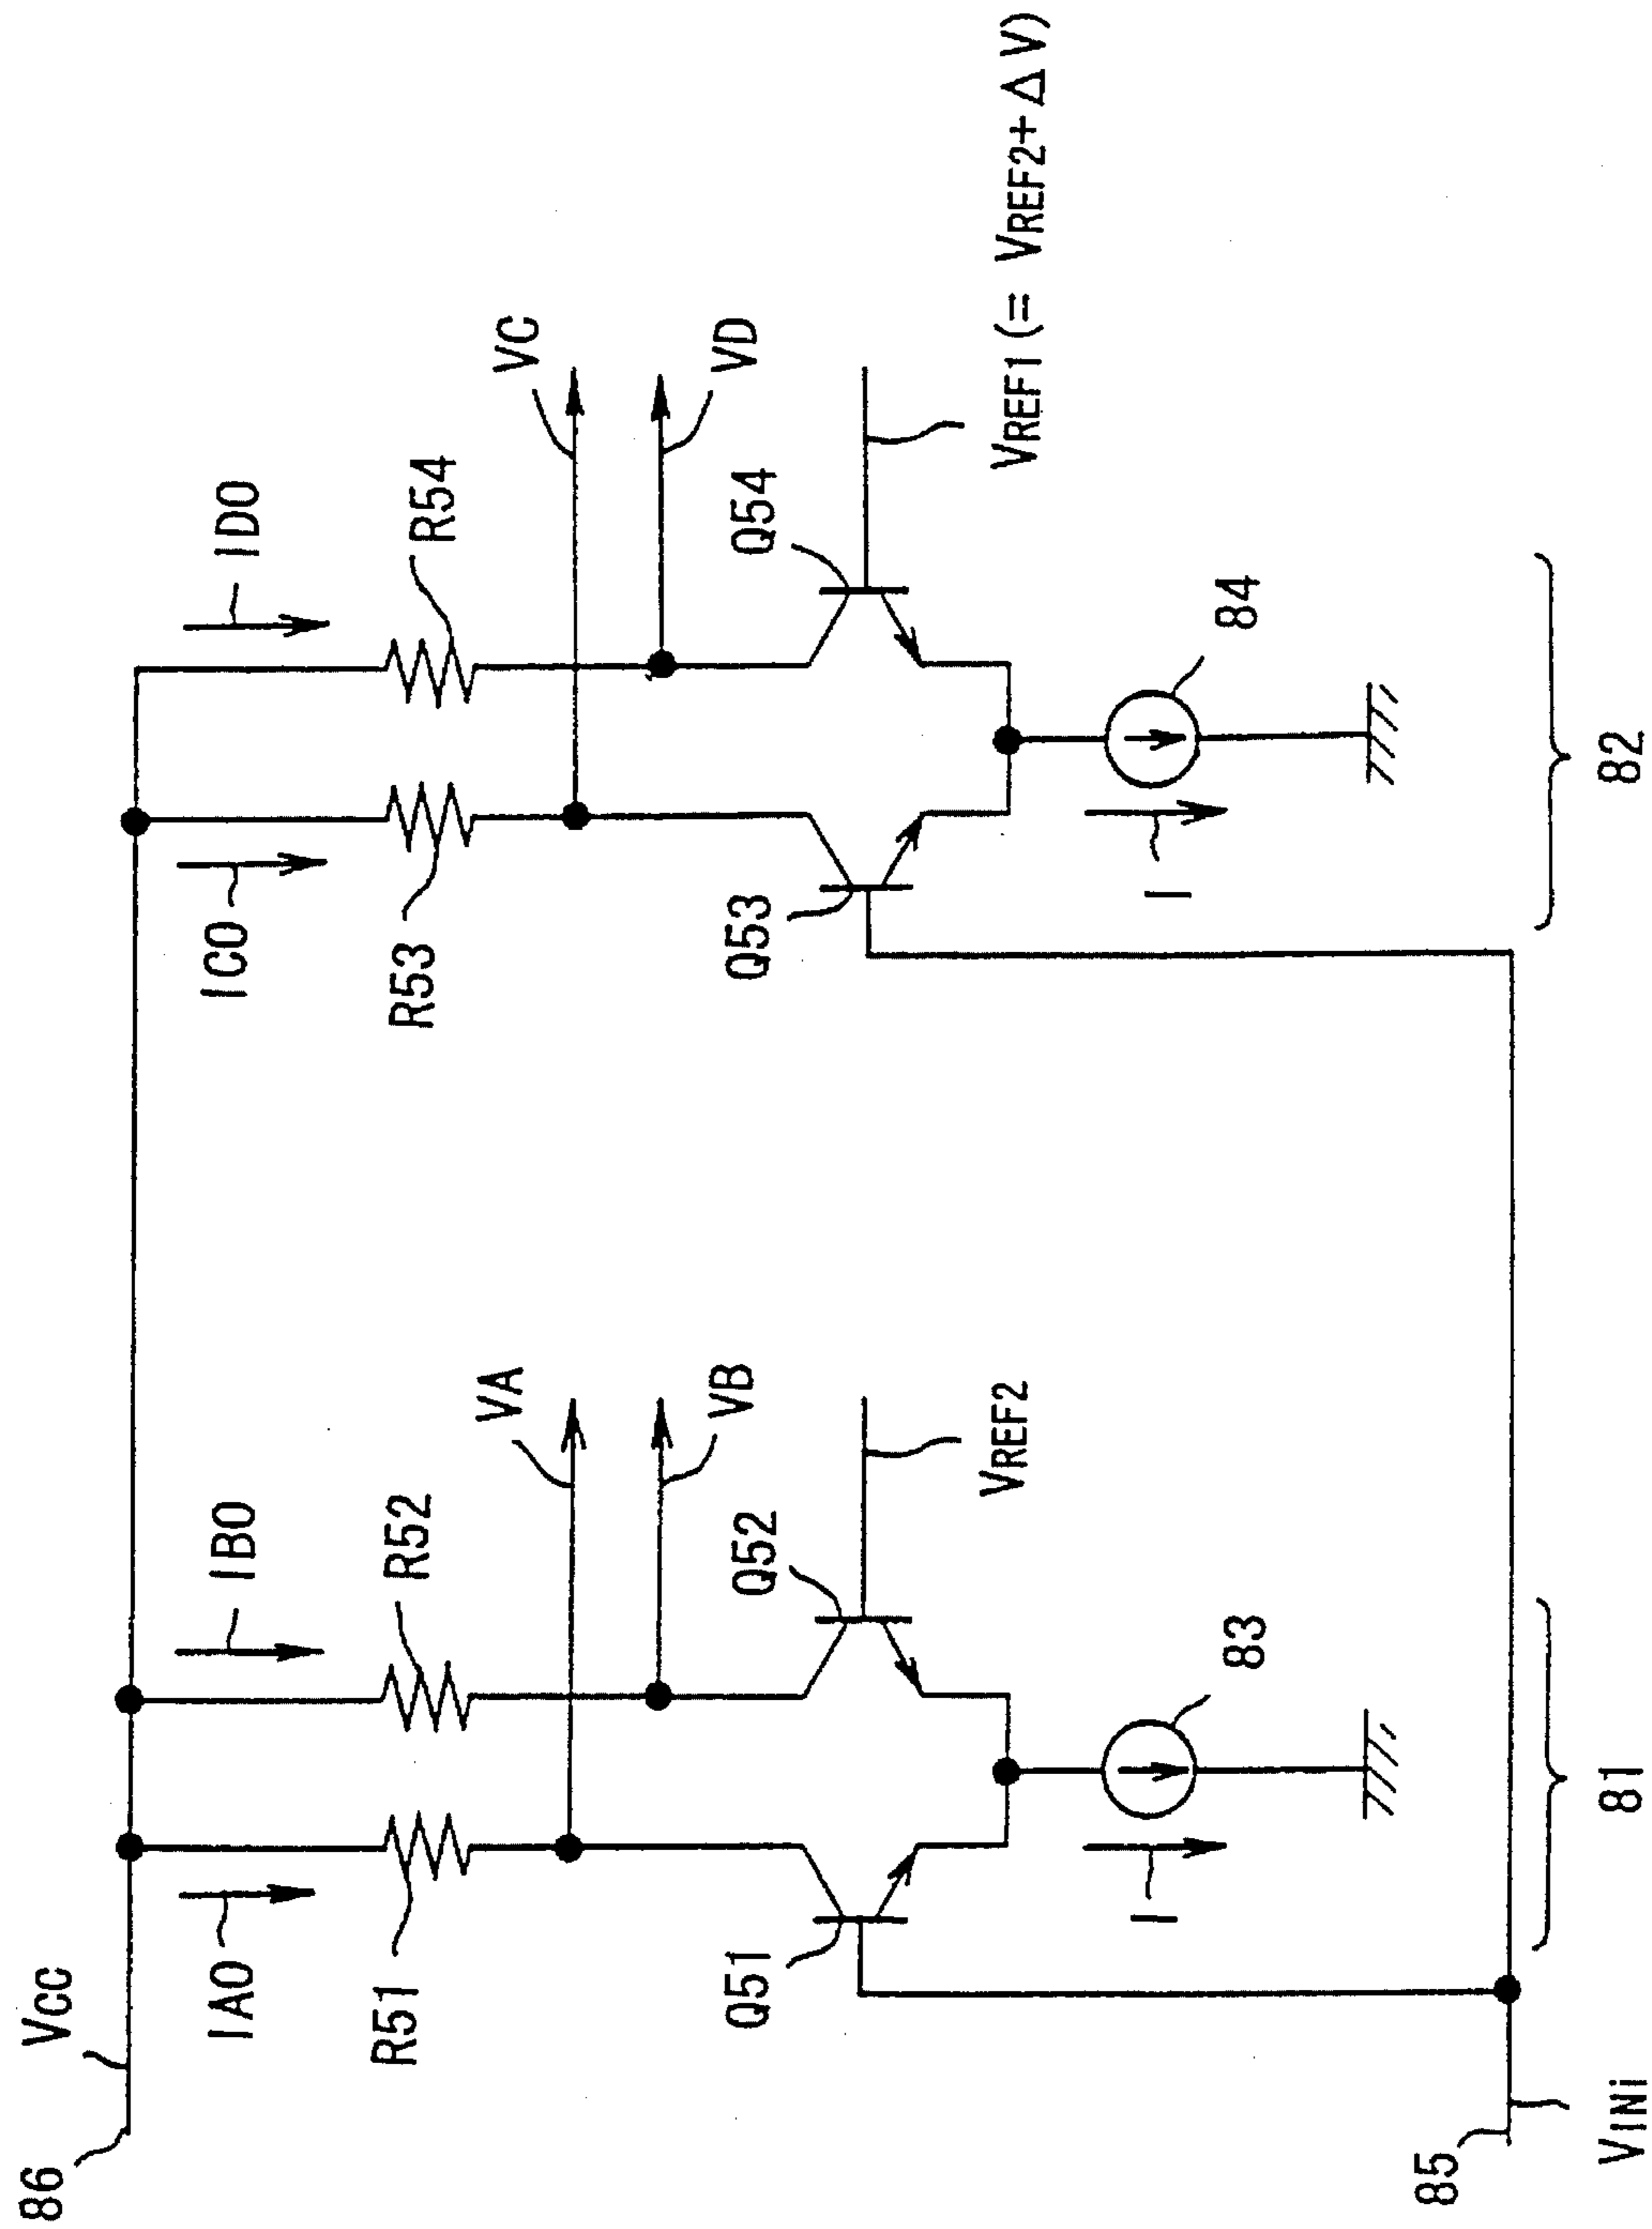 86
Vcc
IA0
IB0
IC0
ID0
R51
R52
R53
R54
VA
VB
VC
VD
Q51
Q52
Q53
Q54
VREF2
VREF1 (= VREF2+ΔV)
I
83
I
84
85
VINi
81
82